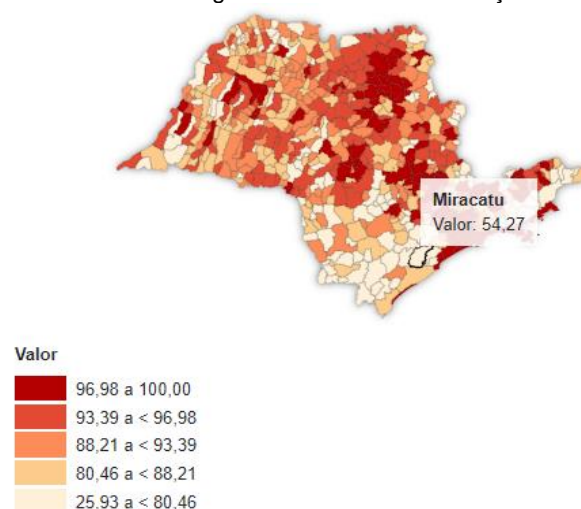 Miracatu
Valor: 54,27
Valor
96,98 a 100,00
93,39 a < 96,98
88,21 a < 93,39
80,46 a < 88,21
25,93 a < 80,46